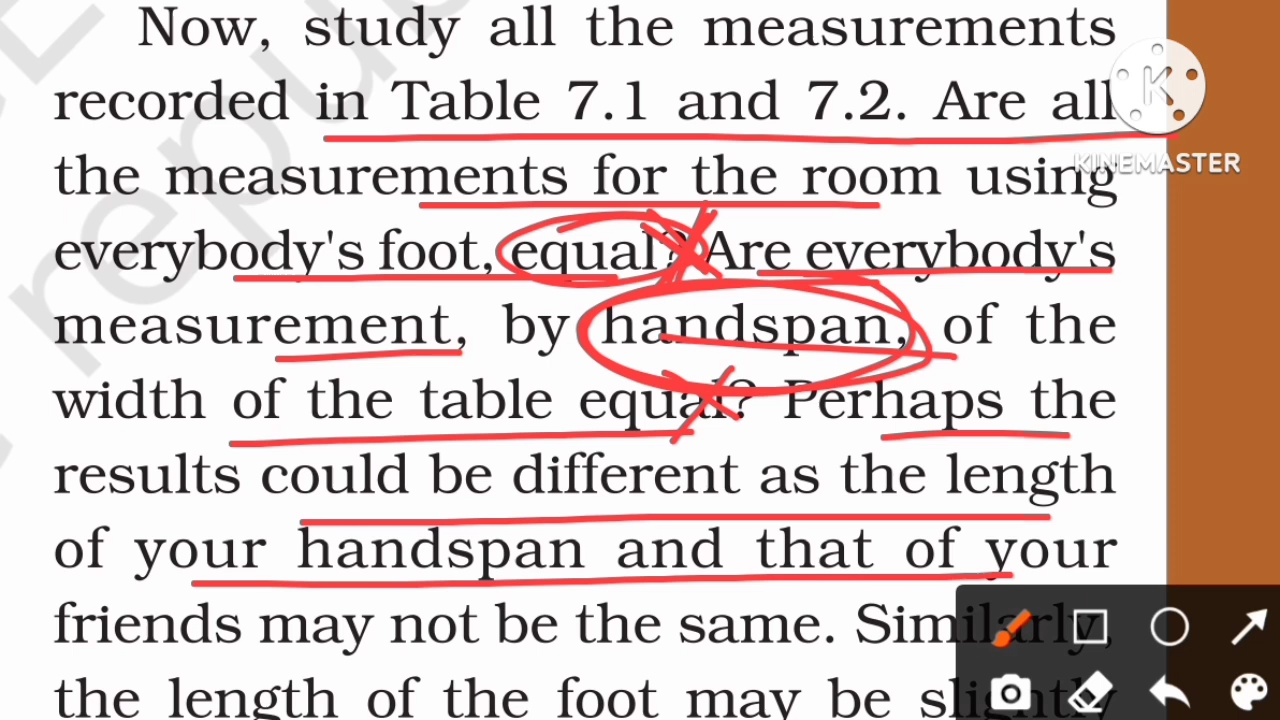 Now, study all the measurements
recorded in Table 7.1 and 7.2. Are all
KINEMASTER
the measurements for the room using
everybody's foot, equal? Are everybody's
measurement, by handspan, of the
width of the table equal? Perhaps the
results could be different as the length
of your handspan and that of your
friends may not be the same. Similarly,
the length of the foot may be slightly